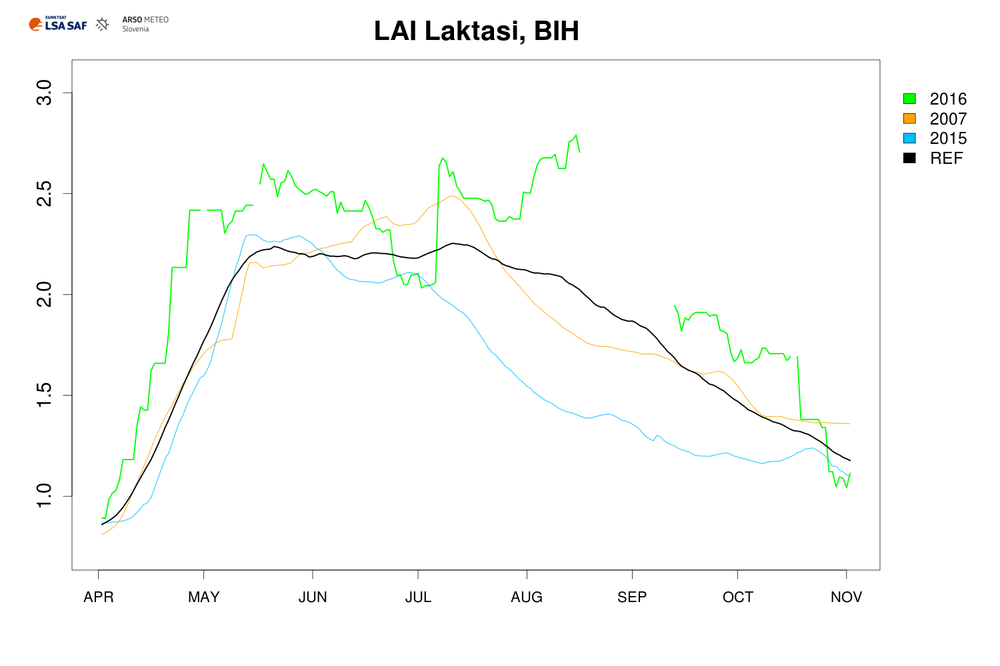 EUMETSAT
LSA SAF
ARSO METEO
Slovenia
LAI Laktasi, BIH
3.0
2.5
2.0
1.5
1.0
APR MAY JUN JUL AUG SEP OCT NOV
2016
2007
2015
REF